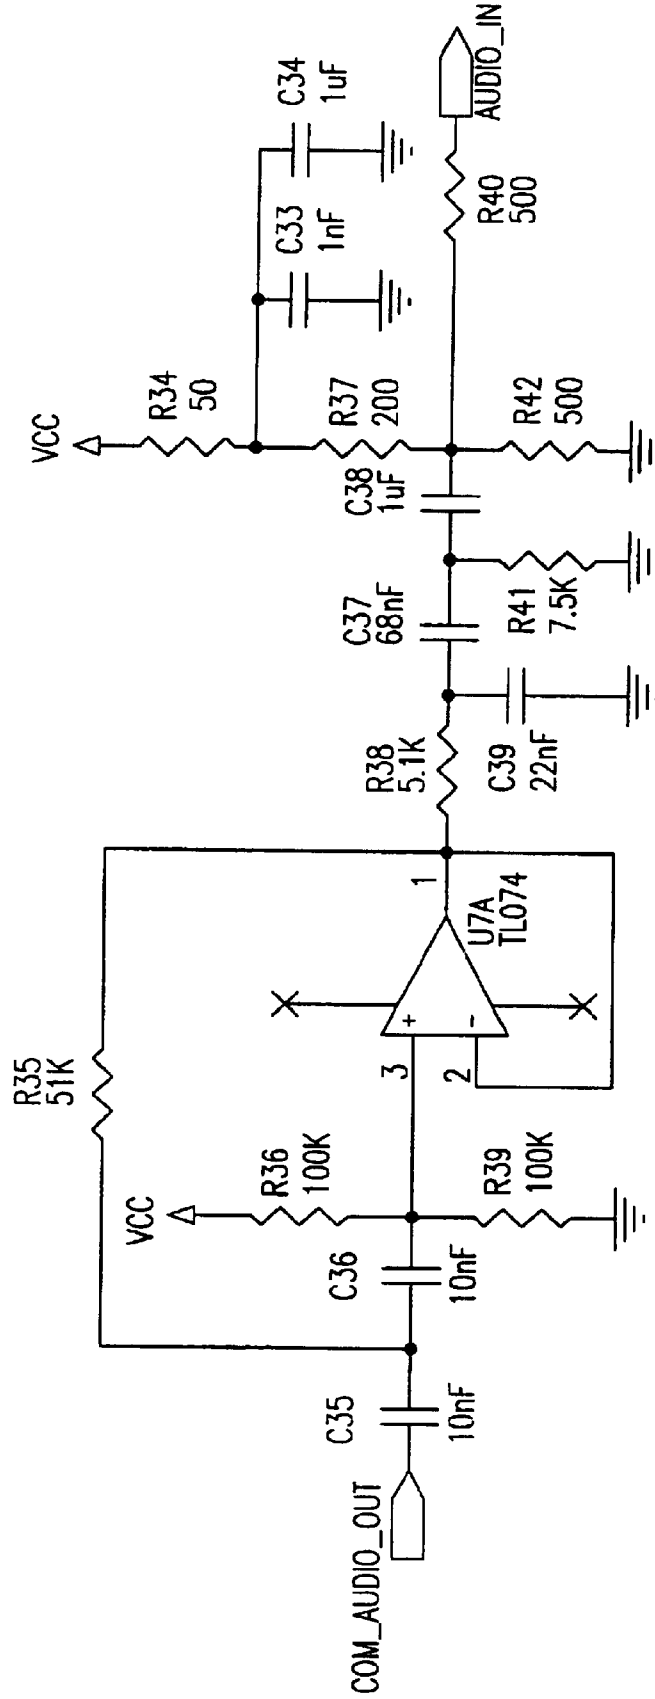 COM_AUDIO_OUT
C35
10nF
C36
10nF
VCC
R36
100K
R39
100K
R35
51K
3
2
+
-
1
U7A
TL074
R38
5.1K
C39
22nF
C37
68nF
R41
7.5K
C38
1uF
VCC
R34
50
R37
200
R42
500
C33
1nF
C34
1uF
R40
500
AUDIO_IN